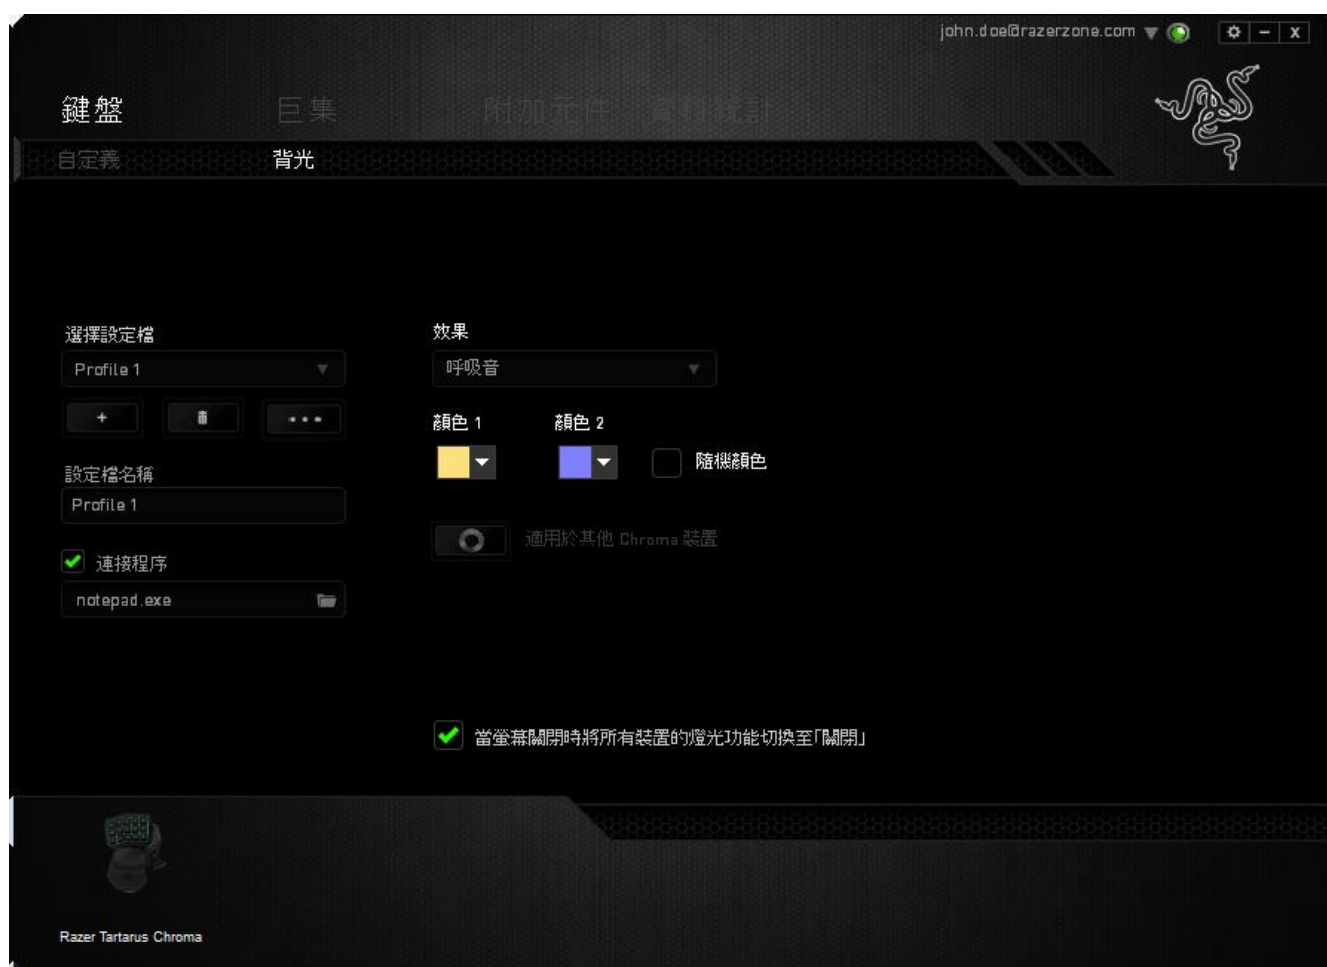 john.doe@razerzone.com
鍵盤 巨集 附加元件 資料統計
自定義 背光
選擇設定檔
Profile 1
設定檔名稱
Profile 1
連接程序
notepad.exe
效果
呼吸音
顏色 1 顏色 2
隨機顏色
適用於其他 Chroma 裝置
當螢幕關閉時將所有裝置的燈光功能切換至「關閉」
Razer Tartarus Chroma